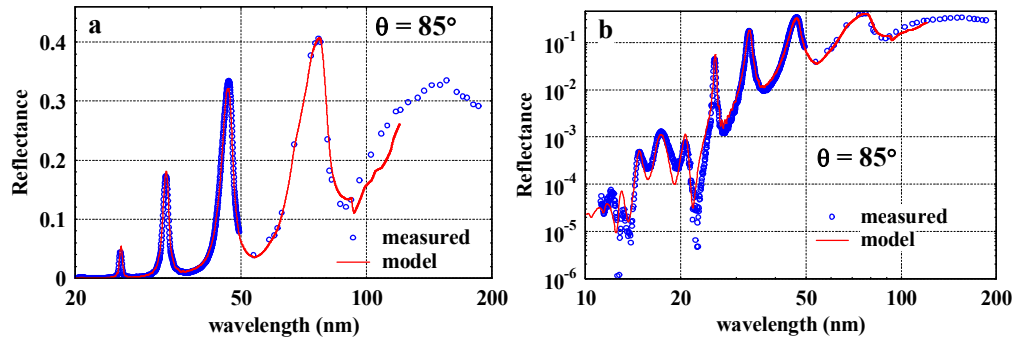 a
θ = 85°
0.4
0.3
0.2
0.1
0
Reflectance
measured
model
20
50
100
200
wavelength (nm)
b
10⁻¹
10⁻²
10⁻³
10⁻⁴
10⁻⁵
10⁻⁶
Reflectance
θ = 85°
measured
model
10
20
50
100
200
wavelength (nm)